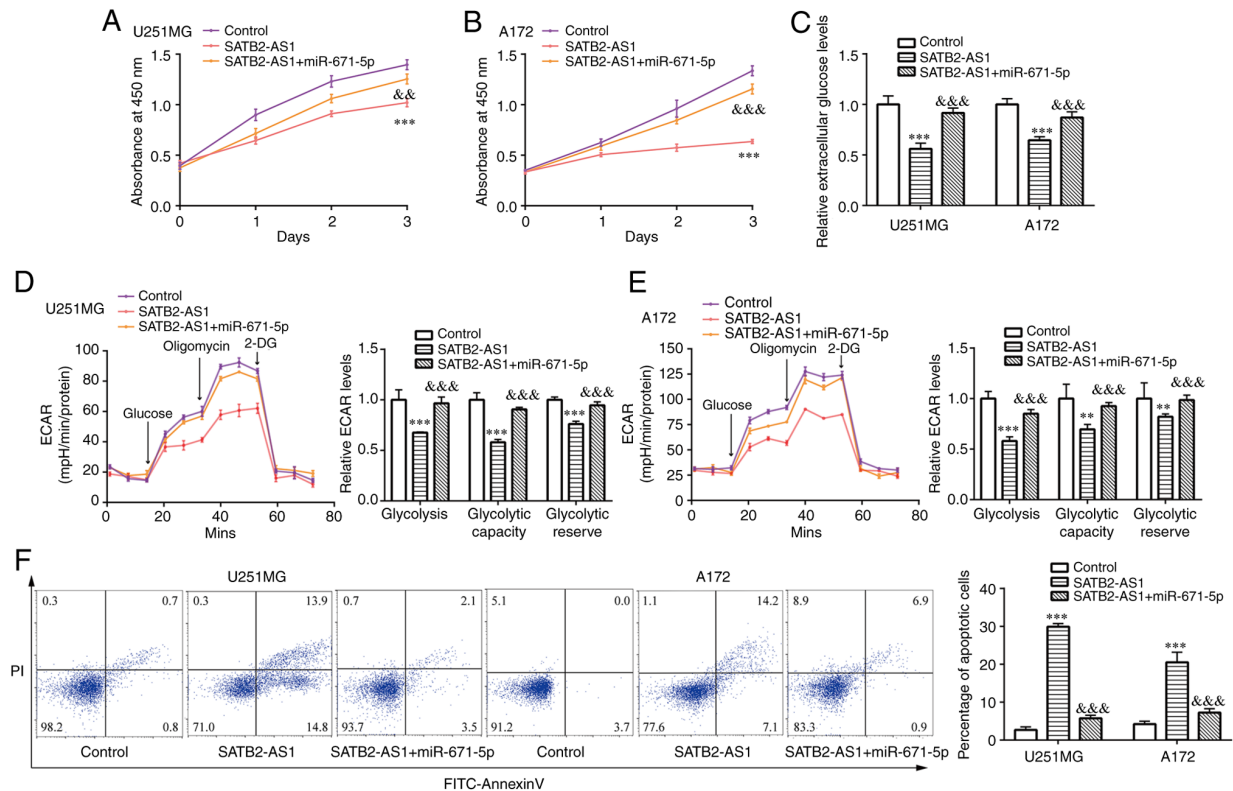 A
U251MG
Control
SATB2-AS1
SATB2-AS1+miR-671-5p
Absorbance at 450 nm
1.5
1.0
0.5
0.0
0 1 2 3
Days
&&
***
B
A172
Control
SATB2-AS1
SATB2-AS1+miR-671-5p
Absorbance at 450 nm
1.5
1.0
0.5
0.0
0 1 2 3
Days
&&&
***
C
Control
SATB2-AS1
SATB2-AS1+miR-671-5p
Relative extracellular glucose levels
1.5
1.0
0.5
0.0
*** &&& *** &&&
U251MG A172
D
U251MG
Control
SATB2-AS1
SATB2-AS1+miR-671-5p
Oligomycin
2-DG
Glucose
ECAR
(mpH/min/protein)
100
80
60
40
20
0
0 20 40 60 80
Mins
Control
SATB2-AS1
SATB2-AS1+miR-671-5p
Relative ECAR levels
1.5
1.0
0.5
0.0
*** &&& *** &&& *** &&&
Glycolysis Glycolytic capacity Glycolytic reserve
E
A172
Control
SATB2-AS1
SATB2-AS1+miR-671-5p
Oligomycin
2-DG
Glucose
ECAR
(mpH/min/protein)
150
125
100
75
50
25
0
0 20 40 60 80
Mins
Control
SATB2-AS1
SATB2-AS1+miR-671-5p
Relative ECAR levels
1.5
1.0
0.5
0.0
*** &&& ** &&& ** &&&
Glycolysis Glycolytic capacity Glycolytic reserve
F
U251MG A172
PI
0.3 0.7
98.2 0.8
Control
0.3 13.9
71.0 14.8
SATB2-AS1
0.7 2.1
93.7 3.5
SATB2-AS1+miR-671-5p
5.1 0.0
91.2 3.7
Control
1.1 14.2
77.6 7.1
SATB2-AS1
8.9 6.9
83.3 0.9
SATB2-AS1+miR-671-5p
FITC-AnnexinV
Control
SATB2-AS1
SATB2-AS1+miR-671-5p
Percentage of apoptotic cells
40
30
20
10
0
*** &&& *** &&&
U251MG A172